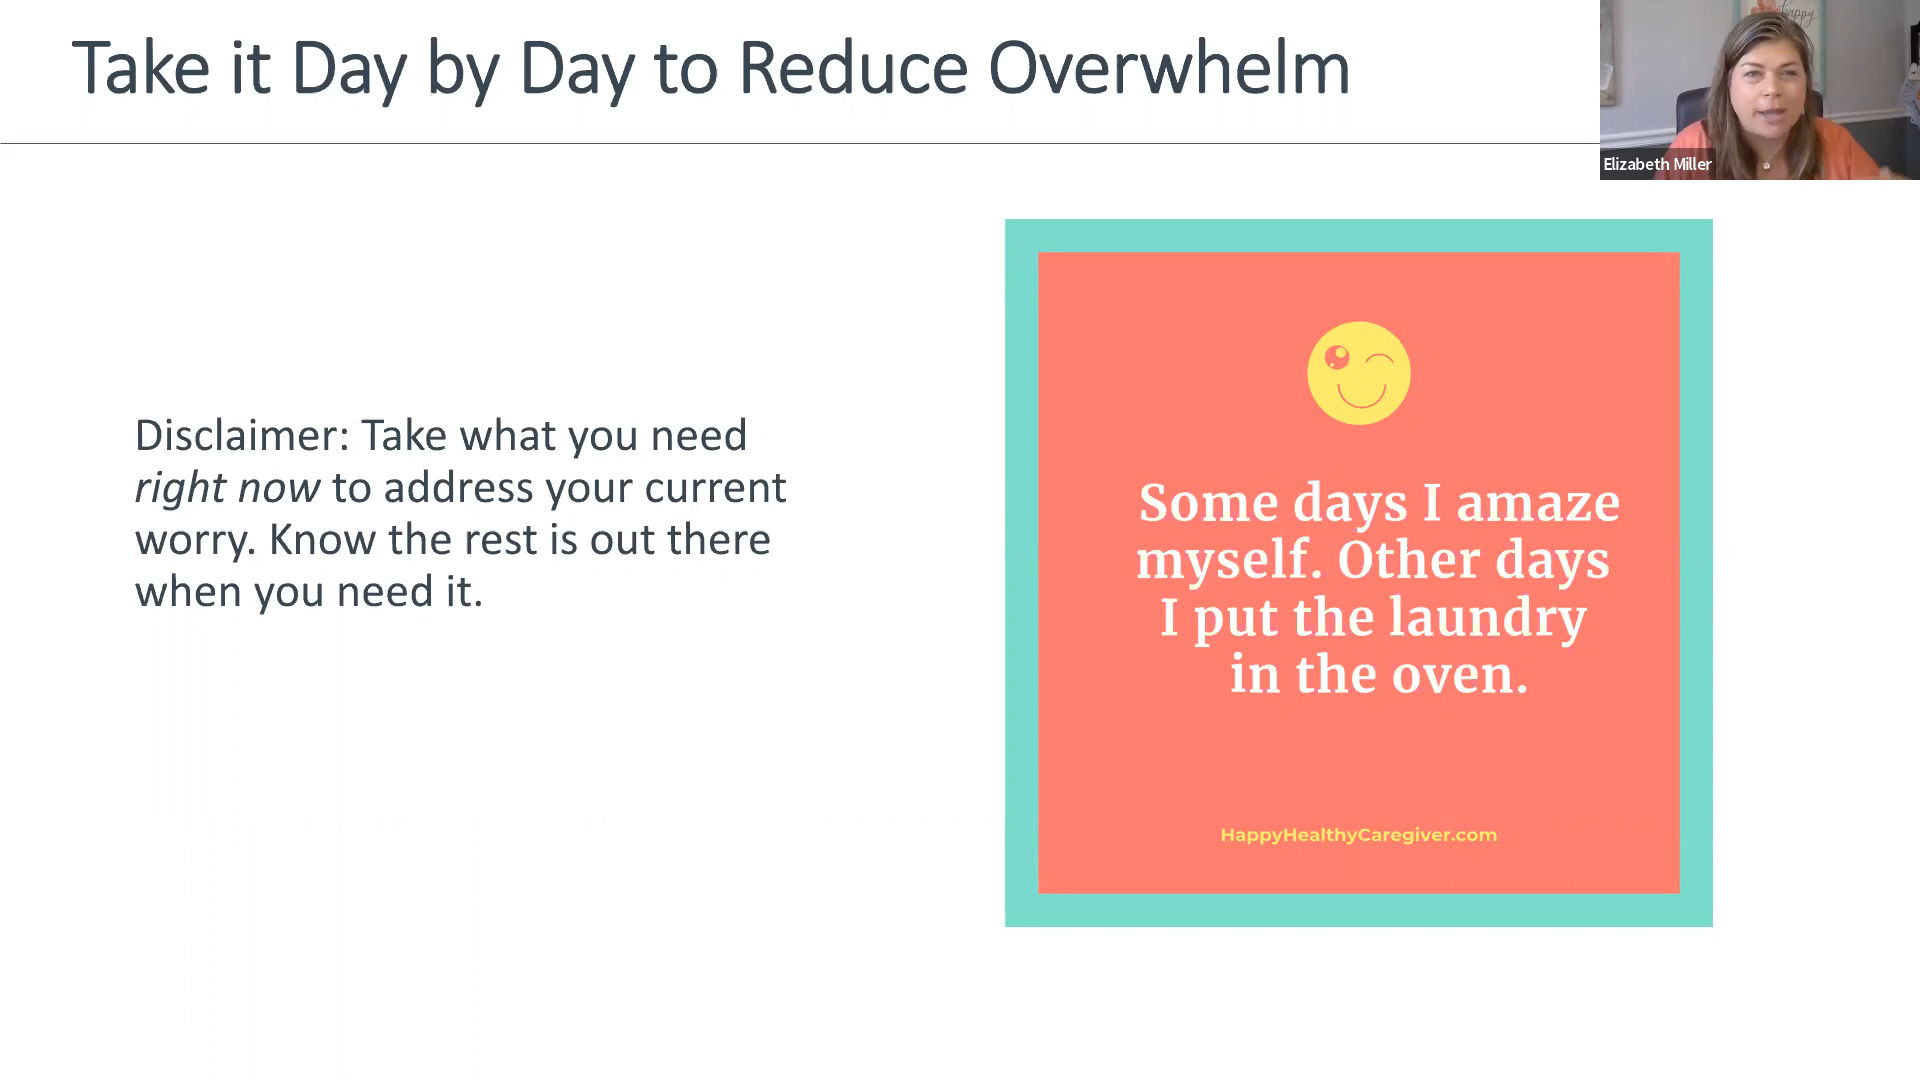 Take it Day by Day to Reduce Overwhelm
happy
Elizabeth Miller
Disclaimer: Take what you need
right now to address your current
worry. Know the rest is out there
when you need it.
Some days I amaze
myself. Other days
I put the laundry
in the oven.
HappyHealthyCaregiver.com